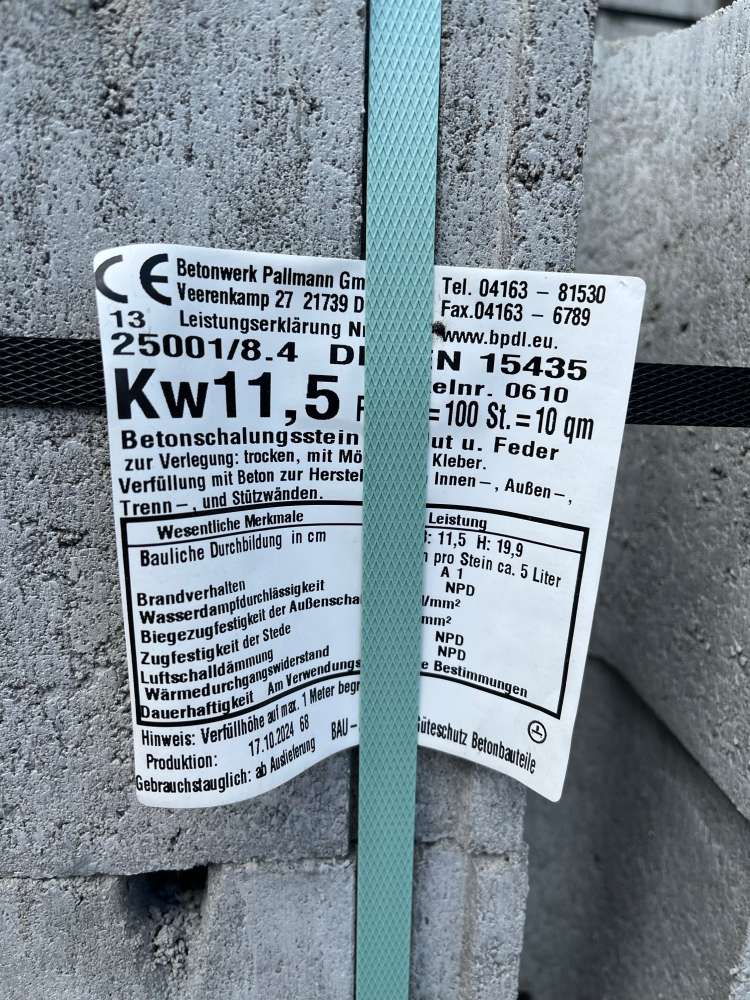 CE Betonwerk Pallmann Gm Tel. 04163 – 81530
Veerenkamp 27 21739 D Fax.04163 – 6789
13 Leistungserklärung N www.bpdl.eu.
25001/8.4 DI N 15435
Kw11,5 elnr. 0610
=100 St.=10 qm
Betonschalungsstein ut u. Feder
zur Verlegung: trocken, mit Mö Kleber.
Verfüllung mit Beton zur Herstel Innen–, Außen–,
Trenn–, und Stützwänden.
Wesentliche Merkmale Leistung
Bauliche Durchbildung in cm : 11,5 H: 19,9
pro Stein ca. 5 Liter
Brandverhalten A 1
Wasserdampfdurchlässigkeit NPD
Biegezugfestigkeit der Außenscha /mm²
Zugfestigkeit der Stede mm²
Luftschalldämmung NPD
Wärmedurchgangswiderstand NPD
Dauerhaftigkeit Am Verwendungs e Bestimmungen
Hinweis: Verfüllhöhe auf max. 1 Meter begr
Produktion: 17.10.2024 68 BAU– Güteschutz Betonbauteile
Gebrauchstauglich: ab Auslieferung